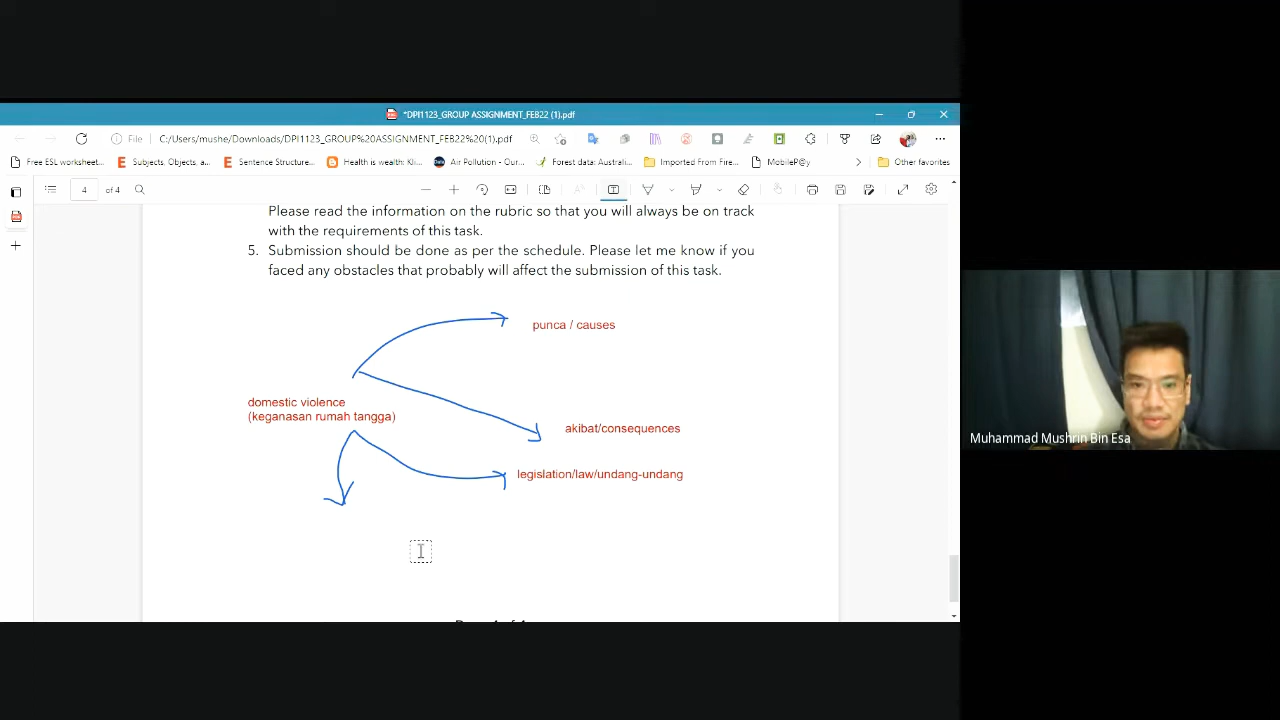 *DPI1123_GROUP ASSIGNMENT_FEB22 (1).pdf
File C:/Users/mushe/Downloads/DPI1123_GROUP%20ASSIGNMENT_FEB22%20(1).pdf
Free ESL worksheet... Subjects, Objects, a... Sentence Structure... Health is wealth: Kli... Air Pollution - Our... Forest data: Australi... Imported From Fire... MobileP@y Other favorites
4 of 4
Please read the information on the rubric so that you will always be on track
with the requirements of this task.
5. Submission should be done as per the schedule. Please let me know if you
faced any obstacles that probably will affect the submission of this task.
punca / causes
domestic violence
(keganasan rumah tangga)
akibat/consequences
legislation/law/undang-undang
Muhammad Mushrin Bin Esa